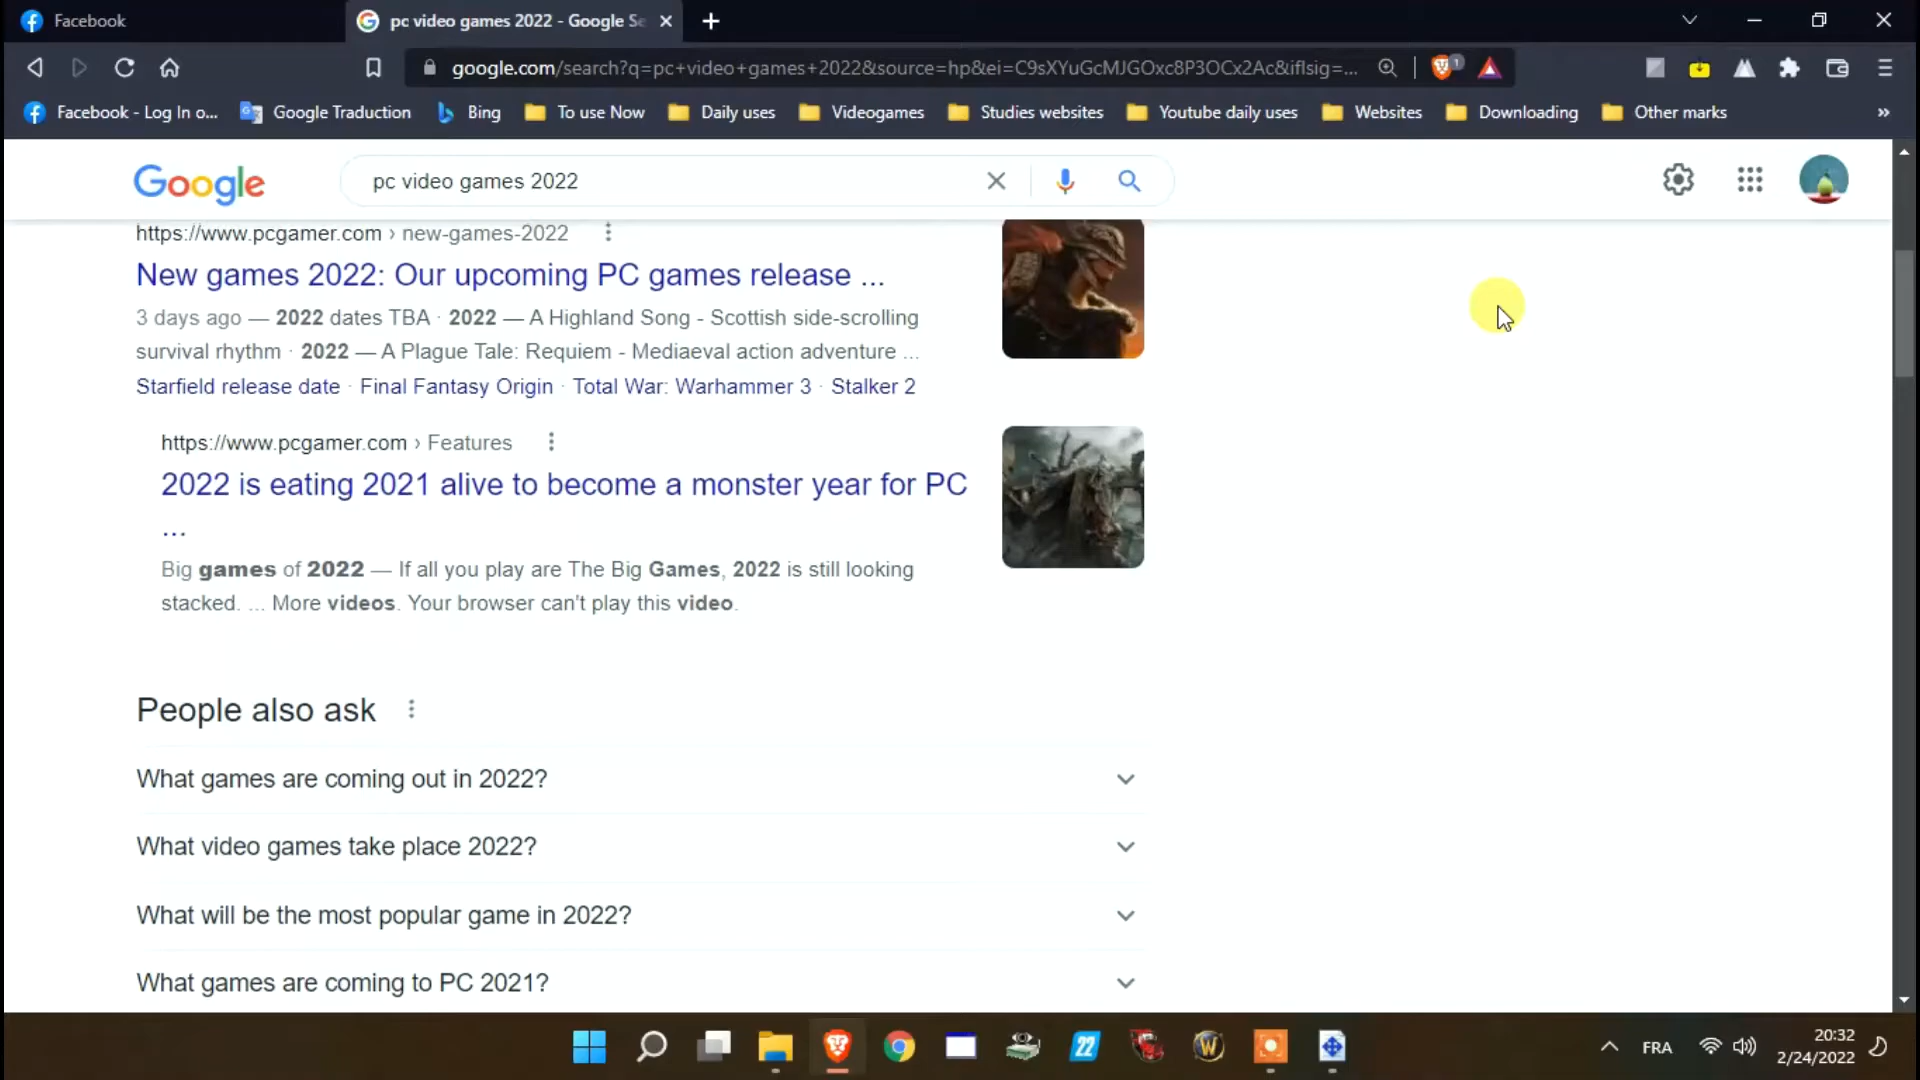 Facebook
pc video games 2022 - Google Se
google.com/search?q=pc+video+games+2022&source=hp&ei=C9sXYuGcMJGOxc8P3OCx2Ac&iflsig=...
1
Facebook - Log In o...
Google Traduction
Bing
To use Now
Daily uses
Videogames
Studies websites
Youtube daily uses
Websites
Downloading
Other marks
»
Google
pc video games 2022
https://www.pcgamer.com › new-games-2022
New games 2022: Our upcoming PC games release ...
3 days ago — 2022 dates TBA · 2022 — A Highland Song - Scottish side-scrolling
survival rhythm · 2022 — A Plague Tale: Requiem - Mediaeval action adventure ...
Starfield release date · Final Fantasy Origin · Total War: Warhammer 3 · Stalker 2
https://www.pcgamer.com › Features
2022 is eating 2021 alive to become a monster year for PC
...
Big games of 2022 — If all you play are The Big Games, 2022 is still looking
stacked. ... More videos. Your browser can't play this video.
People also ask
What games are coming out in 2022?
What video games take place 2022?
What will be the most popular game in 2022?
What games are coming to PC 2021?
22
W
FRA
20:32
2/24/2022